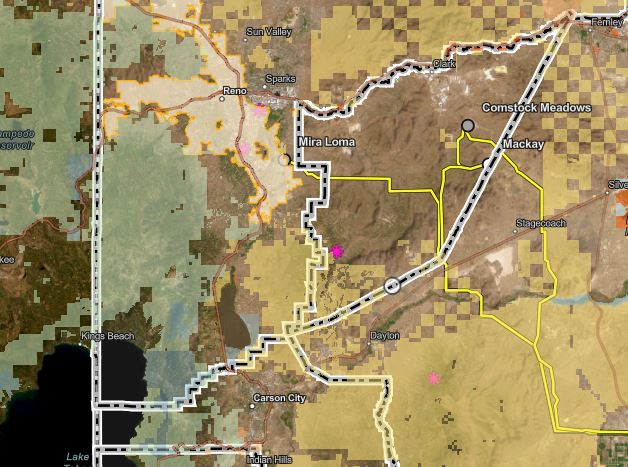 Fernley
Sun Valley
Clark
Sparks
Reno
Comstock Meadows
Mira Loma
Mackay
Stagecoach
Kings Beach
Dayton
Carson City
Lake
Indian Hills